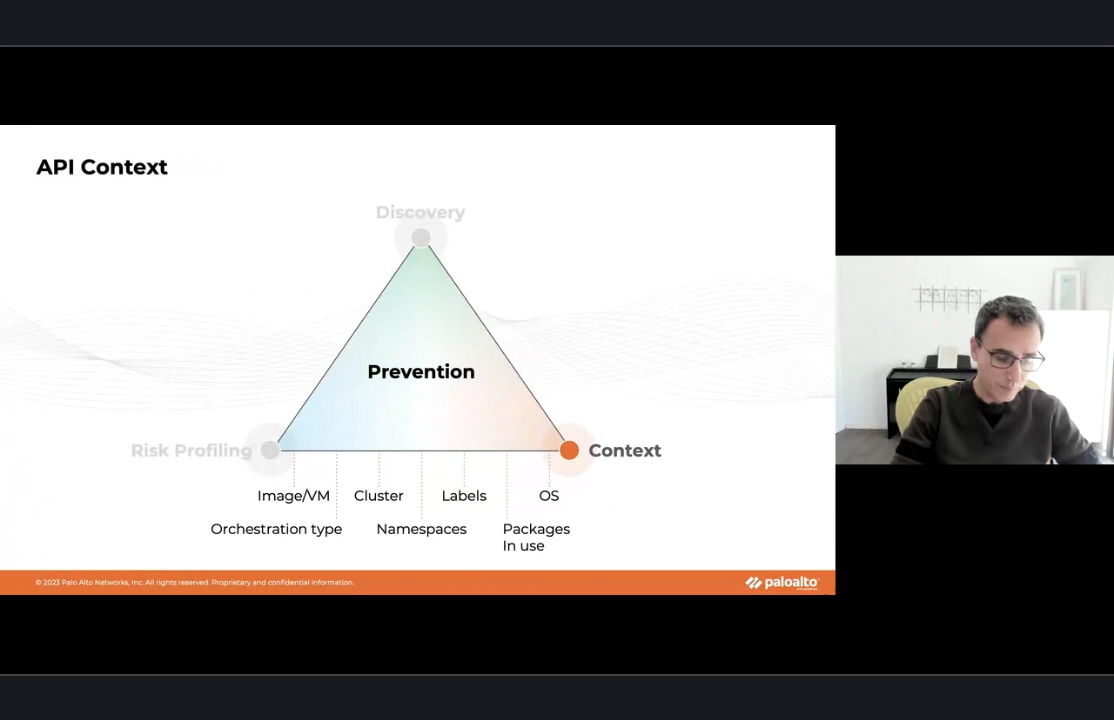 API Context
Discovery
Prevention
Risk Profiling
Context
Image/VM
Cluster
Labels
OS
Orchestration type
Namespaces
Packages
In use
© 2023 Palo Alto Networks, Inc. All rights reserved. Proprietary and confidential information.
paloalto